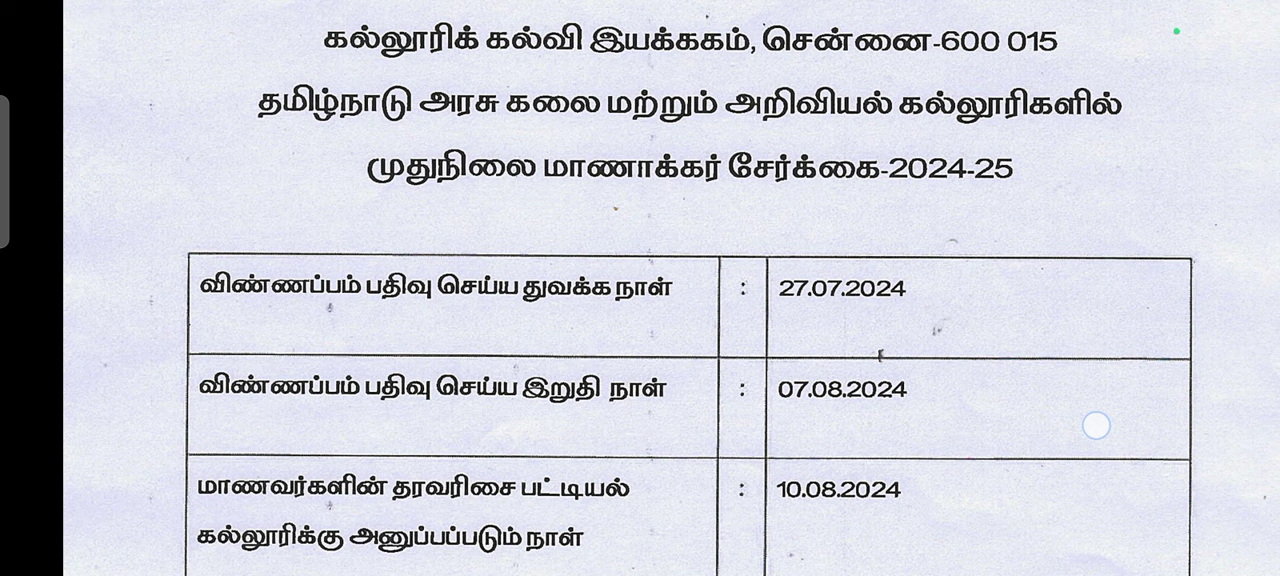 கல்லூரிக் கல்வி இயக்ககம், சென்னை-600 015
தமிழ்நாடு அரசு கலை மற்றும் அறிவியல் கல்லூரிகளில்
முதுநிலை மாணாக்கர் சேர்க்கை-2024-25
விண்ணப்பம் பதிவு செய்ய துவக்க நாள் : 27.07.2024
விண்ணப்பம் பதிவு செய்ய இறுதி நாள் : 07.08.2024
மாணவர்களின் தரவரிசை பட்டியல் : 10.08.2024
கல்லூரிக்கு அனுப்பப்படும் நாள்